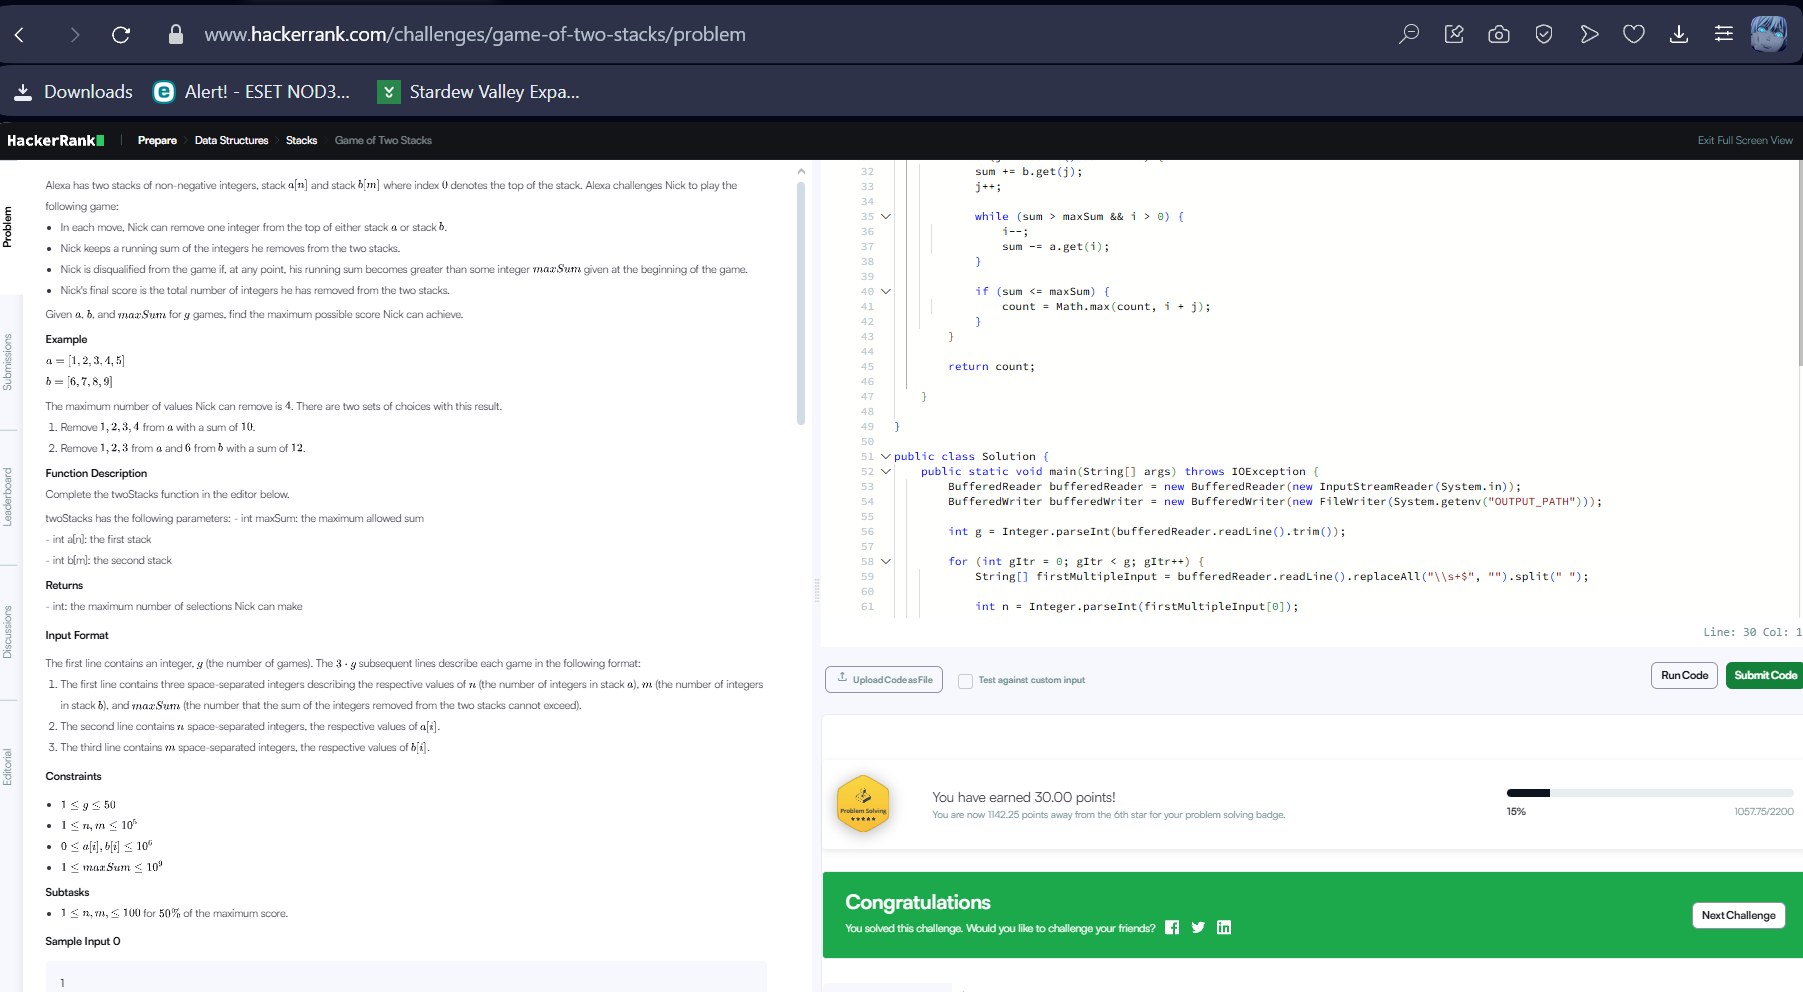 www.hackerrank.com/challenges/game-of-two-stacks/problem
Downloads
Alert! - ESET NOD3...
Stardew Valley Expa...
HackerRank
Prepare
Data Structures
Stacks
Game of Two Stacks
Exit Full Screen View
Problem
Submissions
Leaderboard
Discussions
Editorial
Alexa has two stacks of non-negative integers, stack a[n] and stack b[m] where index 0 denotes the top of the stack. Alexa challenges Nick to play the
following game:
• In each move, Nick can remove one integer from the top of either stack a or stack b.
• Nick keeps a running sum of the integers he removes from the two stacks.
• Nick is disqualified from the game if, at any point, his running sum becomes greater than some integer maxSum given at the beginning of the game.
• Nick's final score is the total number of integers he has removed from the two stacks.
Given a, b, and maxSum for g games, find the maximum possible score Nick can achieve.
Example
a = [1, 2, 3, 4, 5]
b = [6, 7, 8, 9]
The maximum number of values Nick can remove is 4. There are two sets of choices with this result.
1. Remove 1, 2, 3, 4 from a with a sum of 10.
2. Remove 1, 2, 3 from a and 6 from b with a sum of 12.
Function Description
Complete the twoStacks function in the editor below.
twoStacks has the following parameters: - int maxSum: the maximum allowed sum
- int a[n]: the first stack
- int b[m]: the second stack
Returns
- int: the maximum number of selections Nick can make
Input Format
The first line contains an integer, g (the number of games). The 3 · g subsequent lines describe each game in the following format:
1. The first line contains three space-separated integers describing the respective values of n (the number of integers in stack a), m (the number of integers
in stack b), and maxSum (the number that the sum of the integers removed from the two stacks cannot exceed).
2. The second line contains n space-separated integers, the respective values of a[i].
3. The third line contains m space-separated integers, the respective values of b[i].
Constraints
• 1 ≤ g ≤ 50
• 1 ≤ n, m ≤ 10⁵
• 0 ≤ a[i], b[i] ≤ 10⁶
• 1 ≤ maxSum ≤ 10⁹
Subtasks
• 1 ≤ n, m, ≤ 100 for 50% of the maximum score.
Sample Input 0
1
32 sum += b.get(j);
33 j++;
34
35 while (sum > maxSum && i > 0) {
36 i--;
37 sum -= a.get(i);
38 }
39
40 if (sum <= maxSum) {
41 count = Math.max(count, i + j);
42 }
43 }
44
45 return count;
46
47 }
48
49 }
50
51 public class Solution {
52 public static void main(String[] args) throws IOException {
53 BufferedReader bufferedReader = new BufferedReader(new InputStreamReader(System.in));
54 BufferedWriter bufferedWriter = new BufferedWriter(new FileWriter(System.getenv("OUTPUT_PATH")));
55
56 int g = Integer.parseInt(bufferedReader.readLine().trim());
57
58 for (int gItr = 0; gItr < g; gItr++) {
59 String[] firstMultipleInput = bufferedReader.readLine().replaceAll("\\s+$", "").split(" ");
60
61 int n = Integer.parseInt(firstMultipleInput[0]);
Line: 30 Col: 1
Upload Code as File
Test against custom input
Run Code
Submit Code
Problem Solving
You have earned 30.00 points!
You are now 1142.25 points away from the 6th star for your problem solving badge.
15%
1057.75/2200
Congratulations
You solved this challenge. Would you like to challenge your friends?
Next Challenge